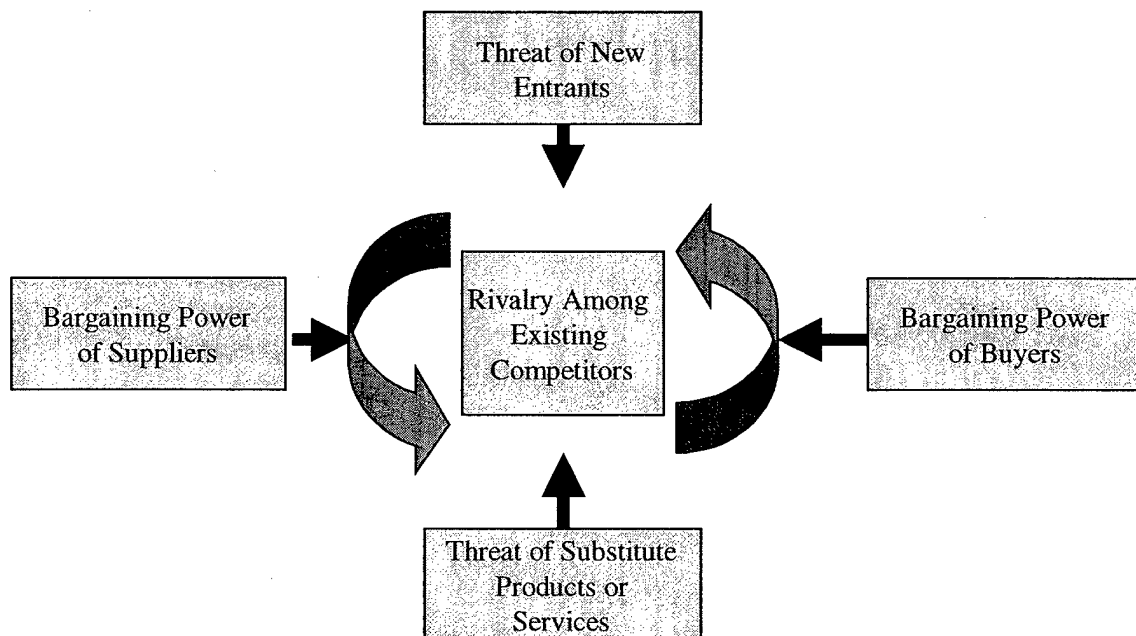 Threat of New
Entrants
Bargaining Power
of Suppliers
Rivalry Among
Existing
Competitors
Bargaining Power
of Buyers
Threat of Substitute
Products or
Services